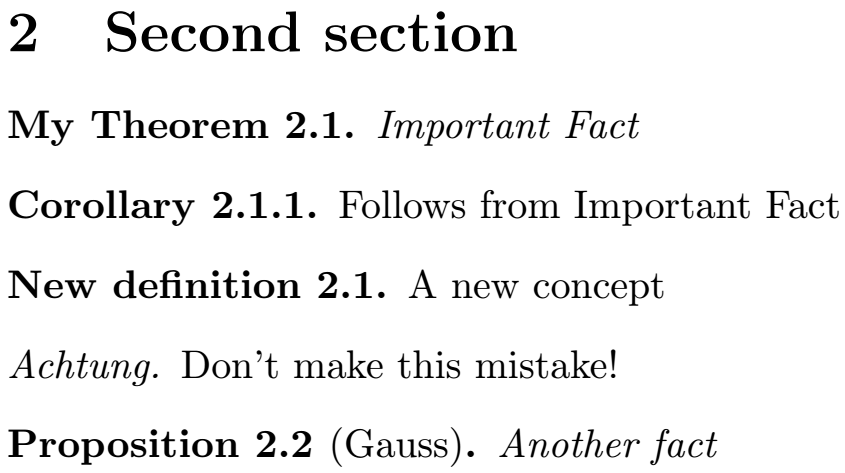 2 Second section
My Theorem 2.1. Important Fact
Corollary 2.1.1. Follows from Important Fact
New definition 2.1. A new concept
Achtung. Don't make this mistake!
Proposition 2.2 (Gauss). Another fact